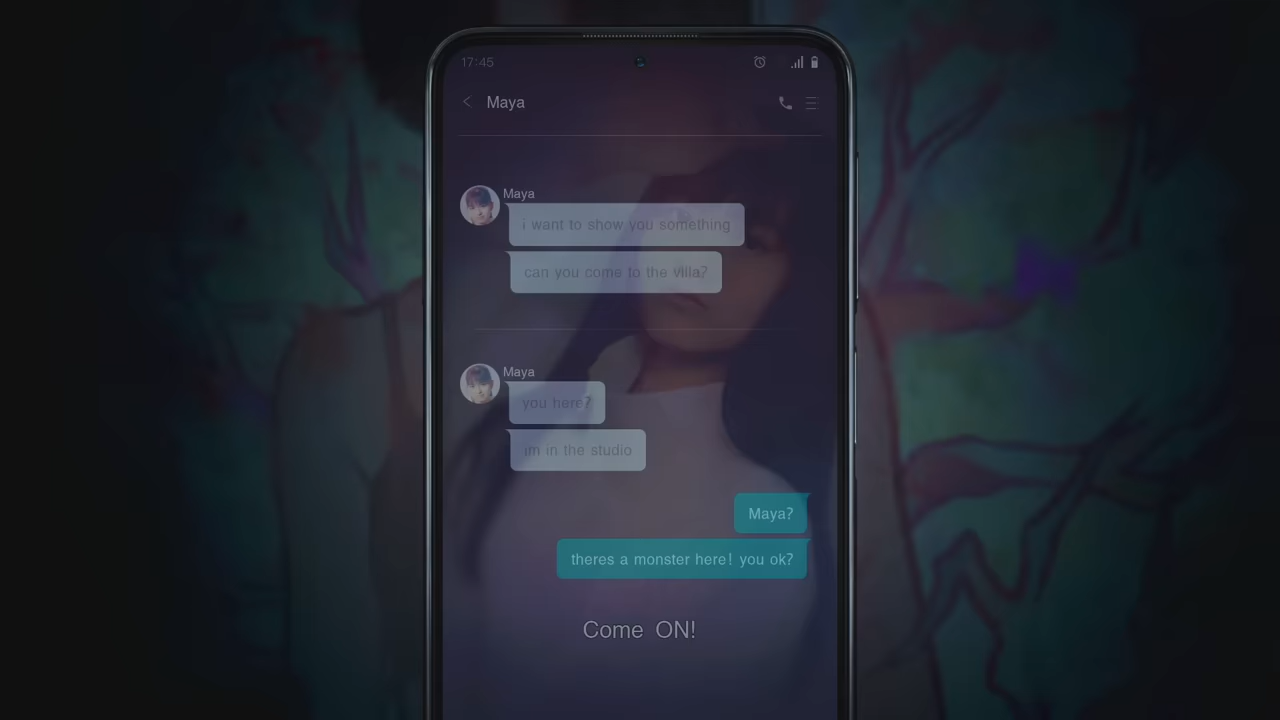 17:45
Maya
Maya
i want to show you something
can you come to the villa?
Maya
you here?
im in the studio
Maya?
theres a monster here! you ok?
Come ON!